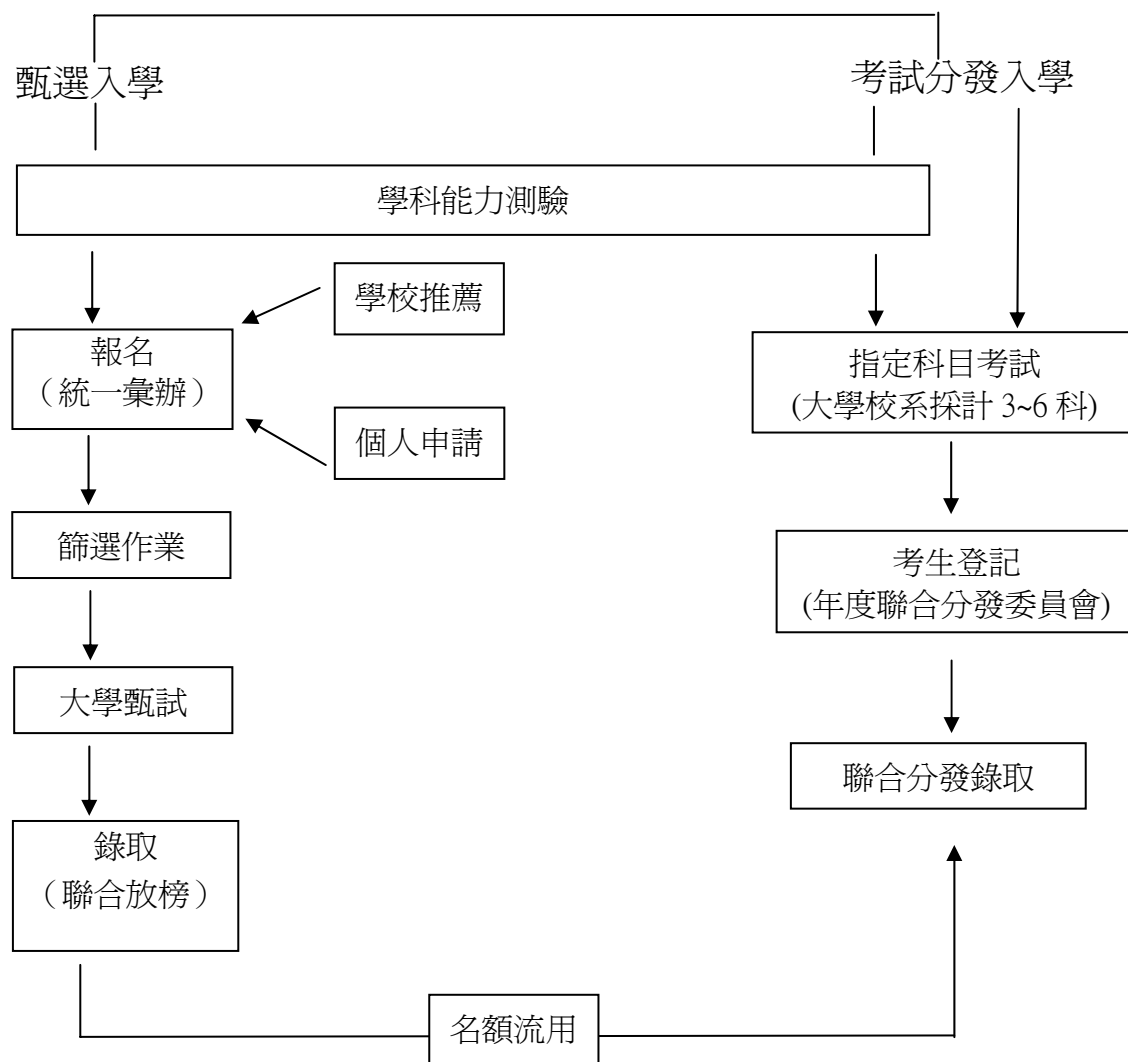 甄選入學
考試分發入學
學科能力測驗
學校推薦
報名
（統一彙辦）
個人申請
指定科目考試
(大學校系採計 3~6 科)
篩選作業
考生登記
(年度聯合分發委員會)
大學甄試
聯合分發錄取
錄取
（聯合放榜）
名額流用